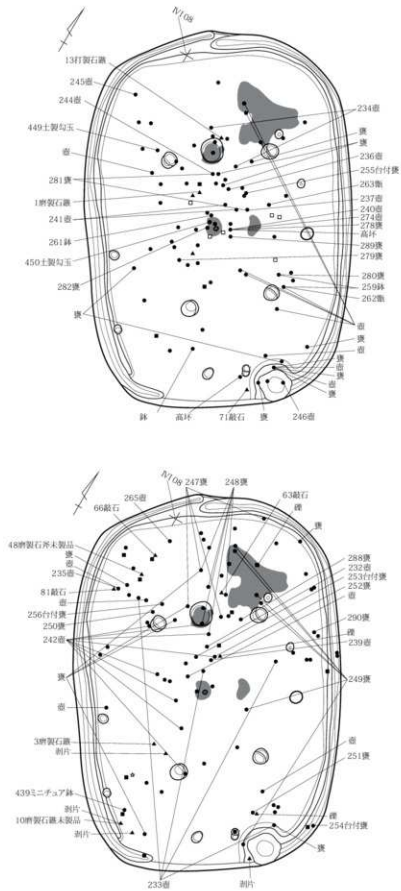 Ⅳ108
13打製石鏃
245壺
244壺
449土製勾玉
壺
281甕
1磨製石鏃
241壺
261鉢
450土製勾玉
282甕
甕
234壺
甕
甕
236壺
255台付甕
263甑
237壺
240壺
274壺
278甕
高坏
289甕
279甕
280甕
259鉢
262甑
壺
甕
壺
甕
壺
甕
甕
鉢
高坏
71敲石
甕
246壺
Ⅳ108
247甕
248甕
265壺
63敲石
66敲石
礫
甕
48磨製石斧未製品
甕
壺
235壺
81敲石
壺
256台付甕
250甕
242壺
甕
壺
3磨製石鏃
剥片
439ミニチュア鉢
剥片
10磨製石鏃未製品
剥片
233壺
288甕
232壺
253台付甕
252甕
壺
290甕
礫
239壺
249甕
壺
251甕
礫
254台付甕
甕
剥片